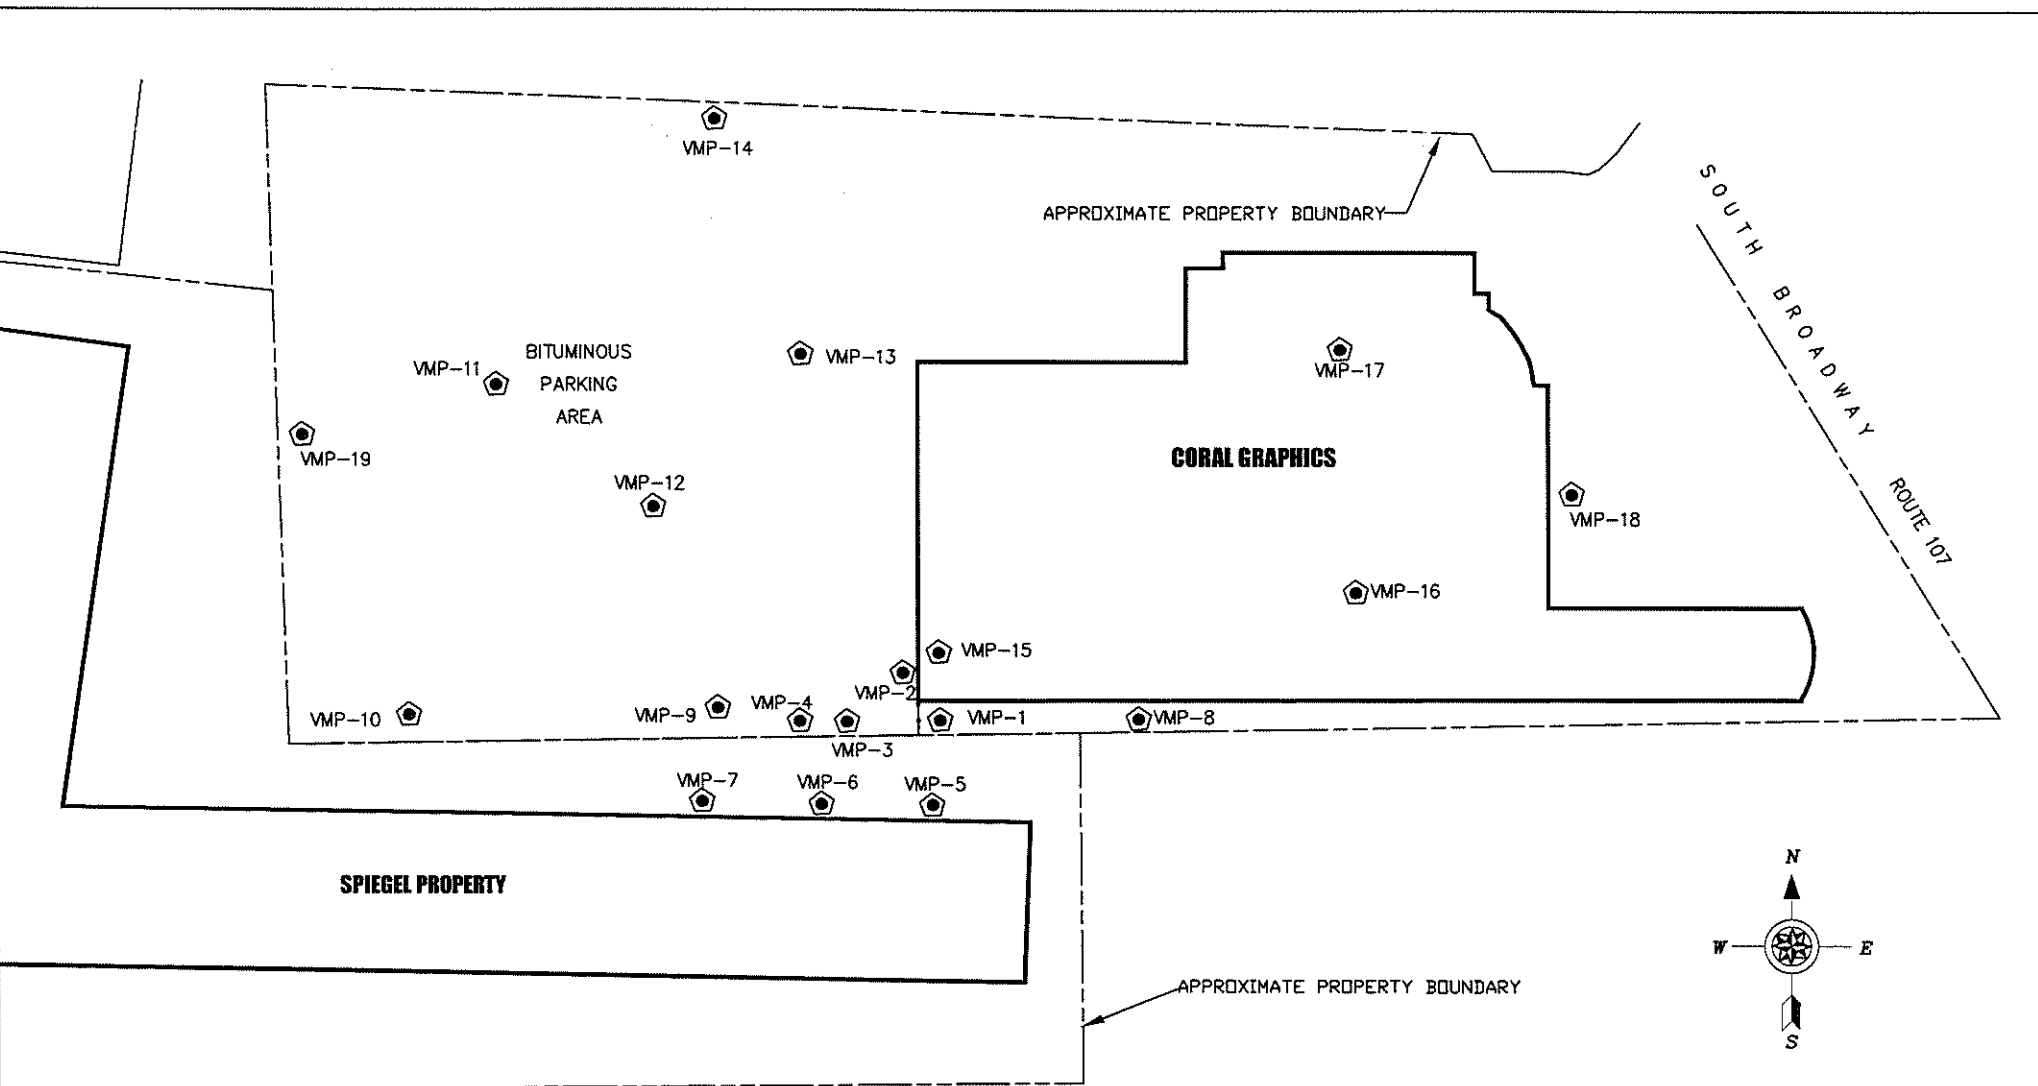 VMP-14
APPROXIMATE PROPERTY BOUNDARY
SOUTH BROADWAY
ROUTE 107
VMP-11
BITUMINOUS
PARKING
AREA
VMP-13
VMP-17
VMP-19
VMP-12
CORAL GRAPHICS
VMP-18
VMP-16
VMP-15
VMP-2
VMP-10
VMP-9
VMP-4
VMP-1
VMP-8
VMP-3
VMP-7
VMP-6
VMP-5
SPIEGEL PROPERTY
N
W
E
S
APPROXIMATE PROPERTY BOUNDARY